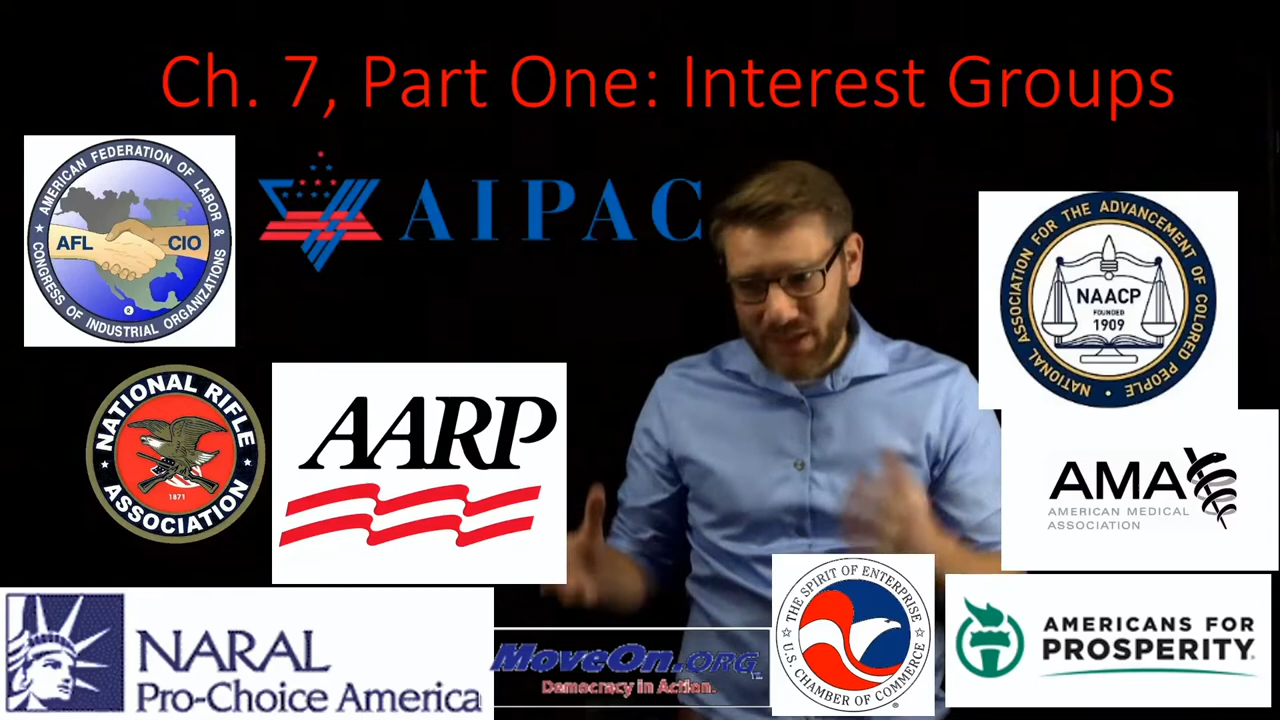 Ch. 7, Part One: Interest Groups
AMERICAN FEDERATION OF LABOR &
CONGRESS OF INDUSTRIAL ORGANIZATIONS
AFL CIO
®
AIPAC
NATIONAL ASSOCIATION FOR THE ADVANCEMENT OF COLORED PEOPLE
NAACP
FOUNDED
1909
NATIONAL RIFLE
ASSOCIATION
1871
AARP
AMA
AMERICAN MEDICAL
ASSOCIATION
NARAL
Pro-Choice America
MoveOn.ORG
Democracy in Action.
THE SPIRIT OF ENTERPRISE
U.S. CHAMBER OF COMMERCE
®
AMERICANS FOR
PROSPERITY